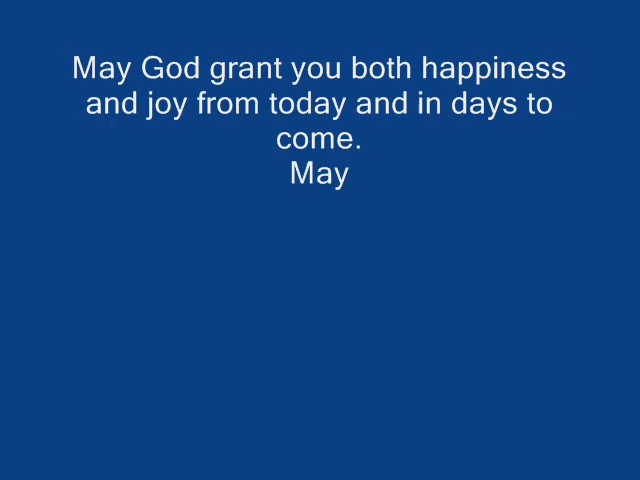 May God grant you both happiness
and joy from today and in days to
come.
May